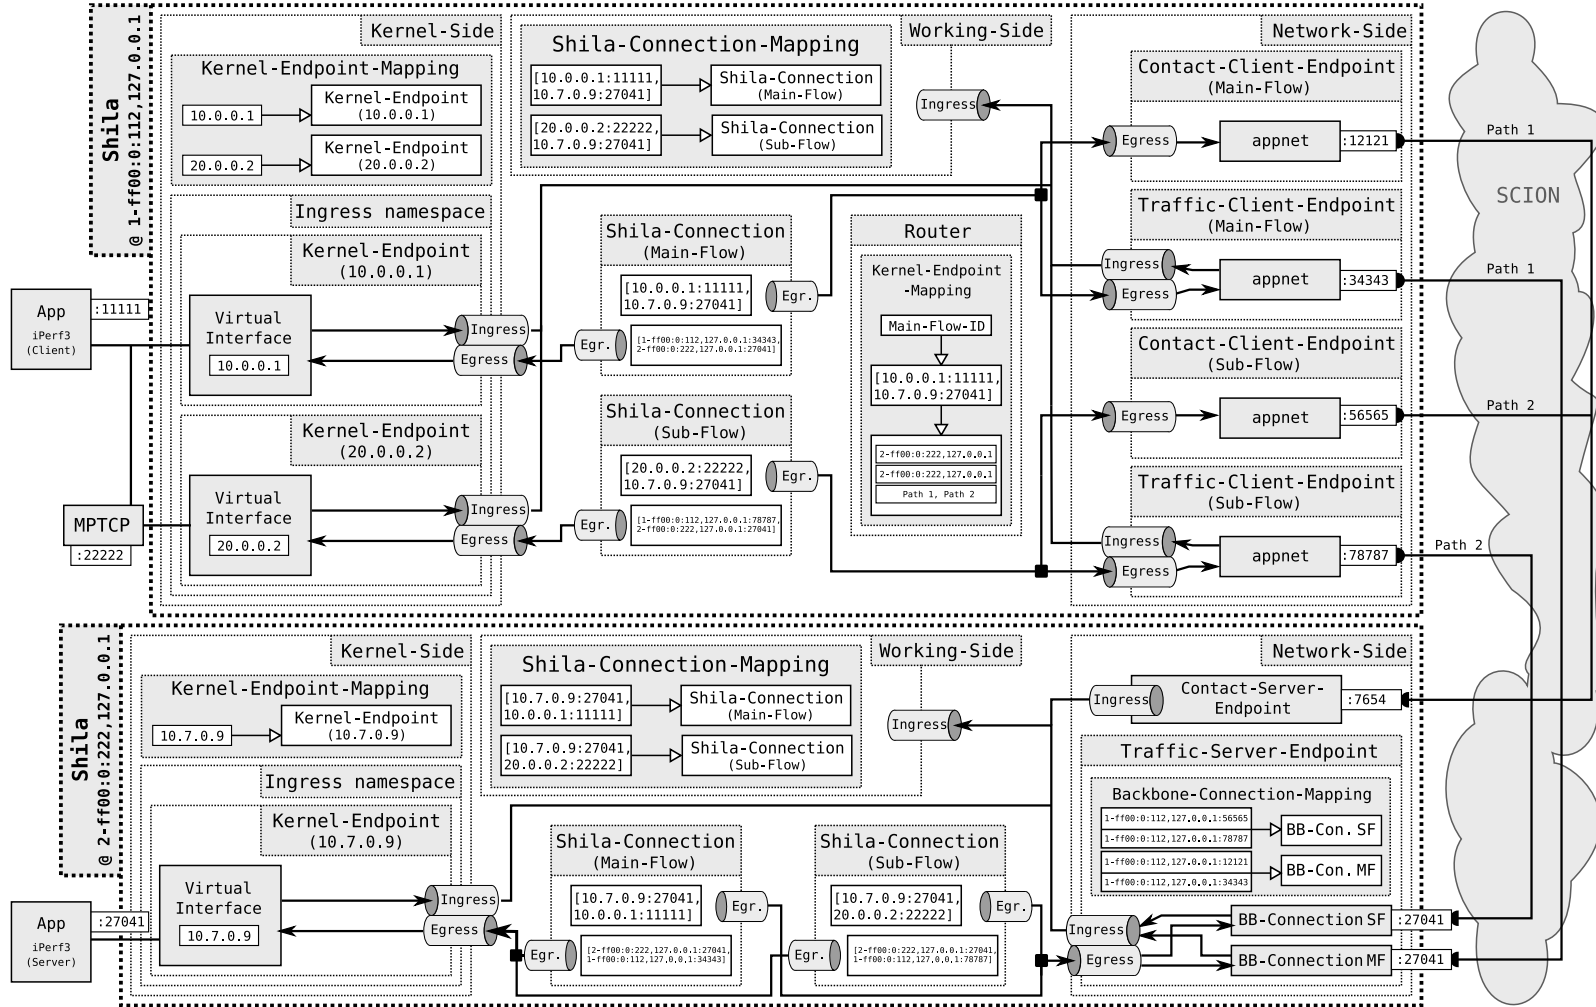 Shila
@ 1-ff00:0:112,127.0.0.1
Kernel-Side
Kernel-Endpoint-Mapping
10.0.0.1
Kernel-Endpoint
(10.0.0.1)
20.0.0.2
Kernel-Endpoint
(20.0.0.2)
Ingress namespace
Kernel-Endpoint
(10.0.0.1)
Virtual
Interface
10.0.0.1
Ingress
Egress
Kernel-Endpoint
(20.0.0.2)
Virtual
Interface
20.0.0.2
Ingress
Egress
App
iPerf3
(Client)
:11111
MPTCP
:22222
Working-Side
Shila-Connection-Mapping
[10.0.0.1:11111,
10.7.0.9:27041]
Shila-Connection
(Main-Flow)
[20.0.0.2:22222,
10.7.0.9:27041]
Shila-Connection
(Sub-Flow)
Ingress
Shila-Connection
(Main-Flow)
[10.0.0.1:11111,
10.7.0.9:27041]
Egr.
Egr.
[1-ff00:0:112,127.0.0.1:34343,
2-ff00:0:222,127.0.0.1:27041]
Shila-Connection
(Sub-Flow)
[20.0.0.2:22222,
10.7.0.9:27041]
Egr.
Egr.
[1-ff00:0:112,127.0.0.1:78787,
2-ff00:0:222,127.0.0.1:27041]
Router
Kernel-Endpoint
-Mapping
Main-Flow-ID
[10.0.0.1:11111,
10.7.0.9:27041]
2-ff00:0:222,127.0.0.1
2-ff00:0:222,127.0.0.1
Path 1, Path 2
Network-Side
Contact-Client-Endpoint
(Main-Flow)
Egress
appnet
:12121
Path 1
Traffic-Client-Endpoint
(Main-Flow)
Ingress
Egress
appnet
:34343
Path 1
Contact-Client-Endpoint
(Sub-Flow)
Egress
appnet
:56565
Path 2
Traffic-Client-Endpoint
(Sub-Flow)
Ingress
Egress
appnet
:78787
Path 2
SCION
Shila
@ 2-ff00:0:222,127.0.0.1
Kernel-Side
Kernel-Endpoint-Mapping
10.7.0.9
Kernel-Endpoint
(10.7.0.9)
Ingress namespace
Kernel-Endpoint
(10.7.0.9)
Virtual
Interface
10.7.0.9
Ingress
Egress
App
iPerf3
(Server)
:27041
Working-Side
Shila-Connection-Mapping
[10.7.0.9:27041,
10.0.0.1:11111]
Shila-Connection
(Main-Flow)
[10.7.0.9:27041,
20.0.0.2:22222]
Shila-Connection
(Sub-Flow)
Ingress
Shila-Connection
(Main-Flow)
[10.7.0.9:27041,
10.0.0.1:11111]
Egr.
Egr.
[2-ff00:0:222,127.0.0.1:27041,
1-ff00:0:112,127.0.0.1:34343]
Shila-Connection
(Sub-Flow)
[10.7.0.9:27041,
20.0.0.2:22222]
Egr.
Egr.
[2-ff00:0:222,127.0.0.1:27041,
1-ff00:0:112,127.0.0.1:78787]
Network-Side
Ingress
Contact-Server-
Endpoint
:7654
Traffic-Server-Endpoint
Backbone-Connection-Mapping
1-ff00:0:112,127.0.0.1:56565
1-ff00:0:112,127.0.0.1:78787
BB-Con. SF
1-ff00:0:112,127.0.0.1:12121
1-ff00:0:112,127.0.0.1:34343
BB-Con. MF
Ingress
Egress
BB-Connection SF
:27041
BB-Connection MF
:27041